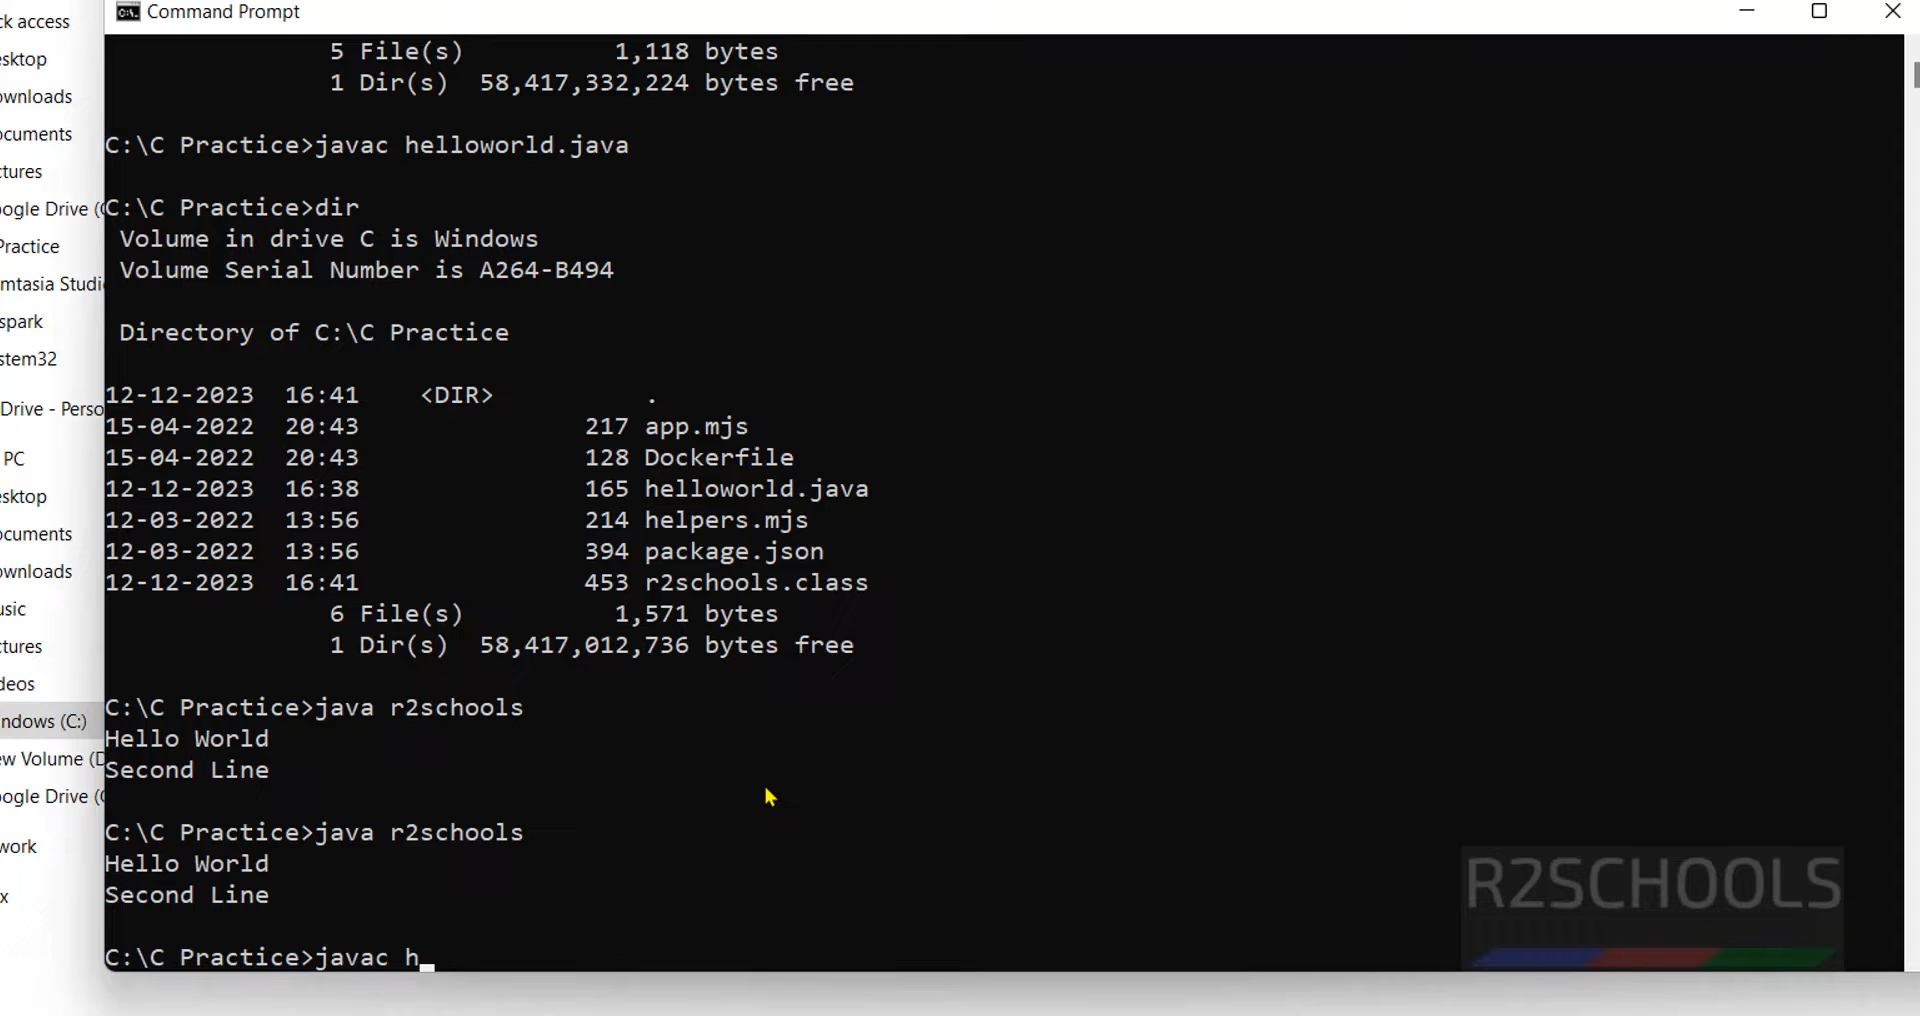 Command Prompt
ck access
esktop
ownloads
ocuments
ctures
ogle Drive (
Practice
mtasia Studi
spark
stem32
Drive - Perso
PC
esktop
ocuments
ownloads
usic
ctures
deos
ndows (C:)
ew Volume (D
ogle Drive (
work
x
5 File(s) 1,118 bytes
1 Dir(s) 58,417,332,224 bytes free
C:\C Practice>javac helloworld.java
C:\C Practice>dir
Volume in drive C is Windows
Volume Serial Number is A264-B494
Directory of C:\C Practice
12-12-2023 16:41 <DIR> .
15-04-2022 20:43 217 app.mjs
15-04-2022 20:43 128 Dockerfile
12-12-2023 16:38 165 helloworld.java
12-03-2022 13:56 214 helpers.mjs
12-03-2022 13:56 394 package.json
12-12-2023 16:41 453 r2schools.class
6 File(s) 1,571 bytes
1 Dir(s) 58,417,012,736 bytes free
C:\C Practice>java r2schools
Hello World
Second Line
C:\C Practice>java r2schools
Hello World
Second Line
C:\C Practice>javac h
R2SCHOOLS